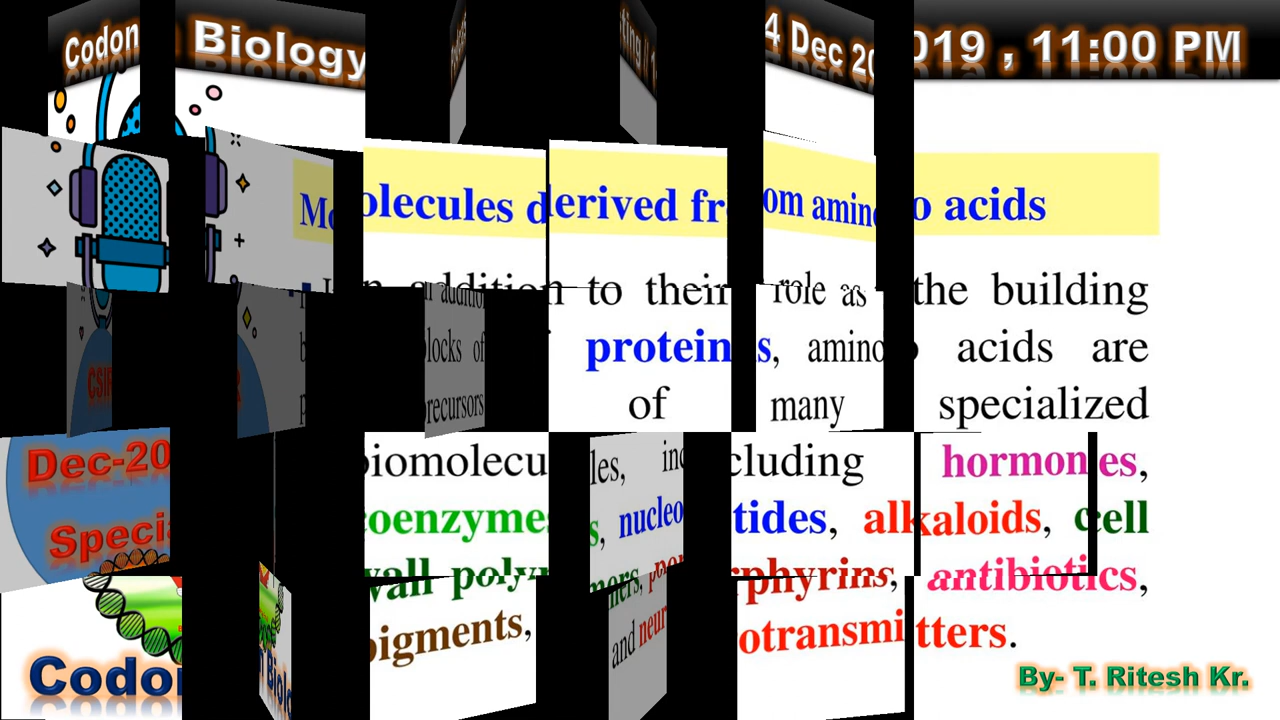 Codon Biology 4 Dec 2019 , 11:00 PM
Molecules derived from amino acids
In addition to their role as the building
blocks of proteins, amino acids are
precursors of many specialized
biomolecules, including hormones,
coenzymes, nucleotides, alkaloids, cell
wall polymers, porphyrins, antibiotics,
pigments, and neurotransmitters.
CSIR
Dec-20
Special
Codon Biolo
By- T. Ritesh Kr.